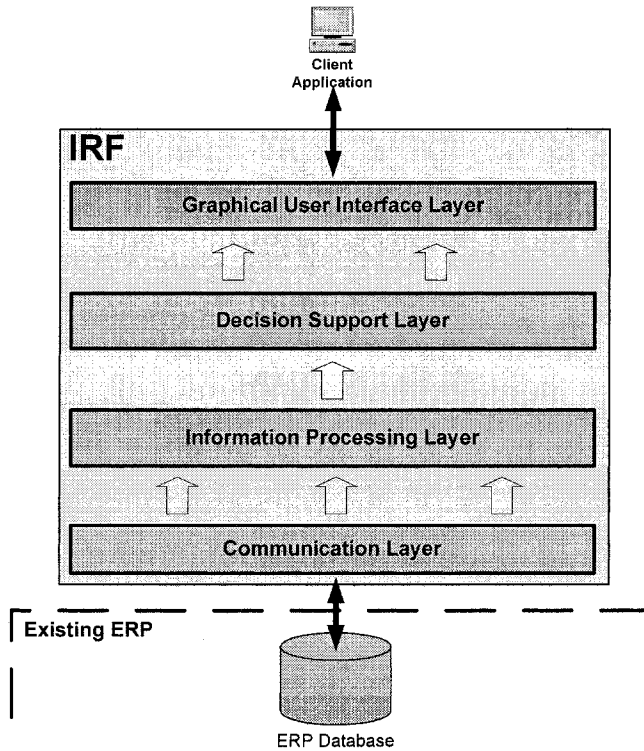 Client
Application
IRF
Graphical User Interface Layer
Decision Support Layer
Information Processing Layer
Communication Layer
Existing ERP
ERP Database